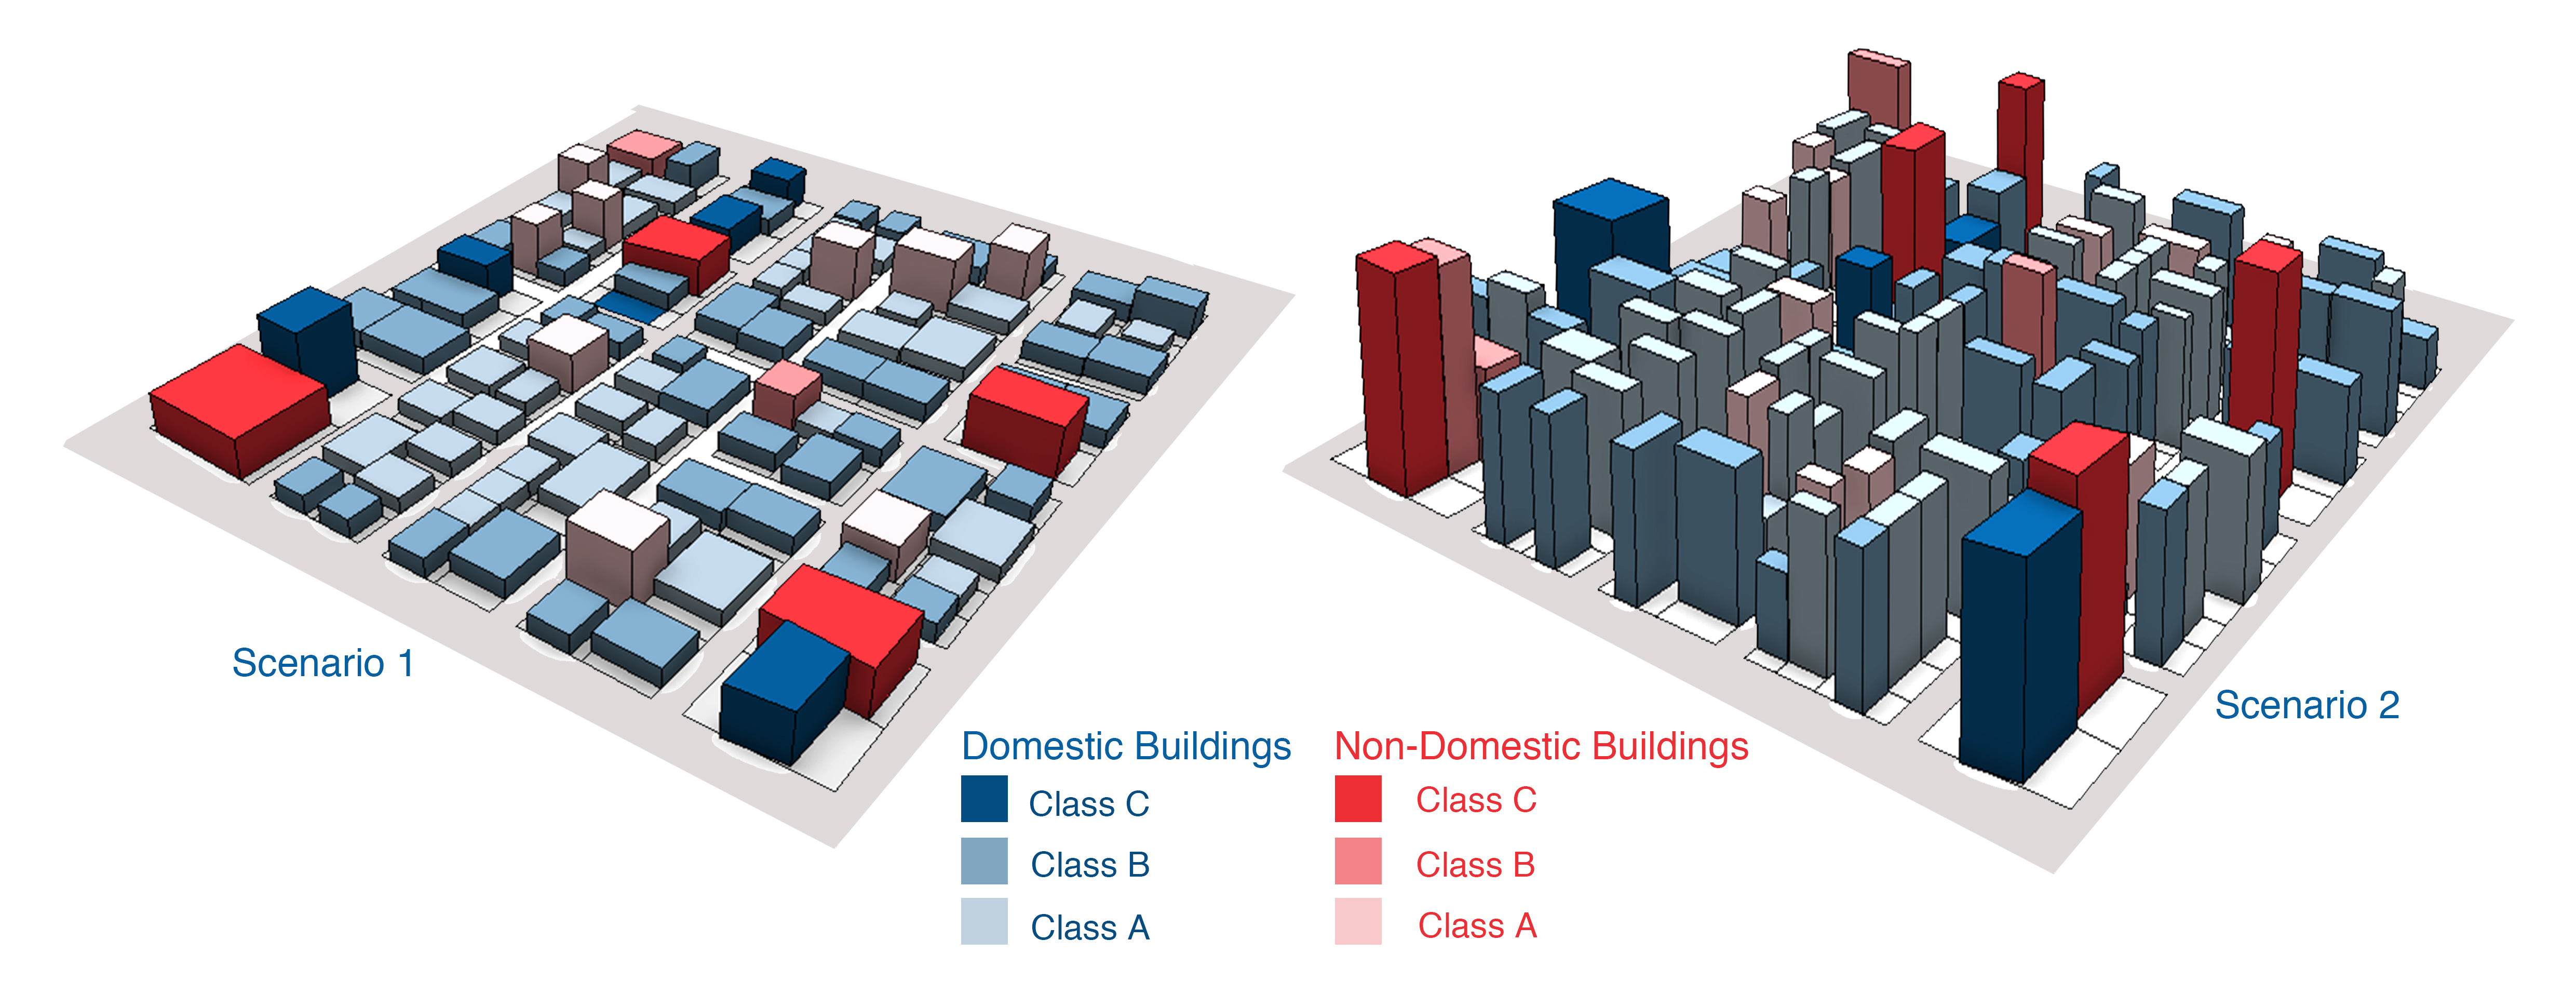 Scenario 1
Scenario 2
Domestic Buildings
Class C
Class B
Class A
Non-Domestic Buildings
Class C
Class B
Class A